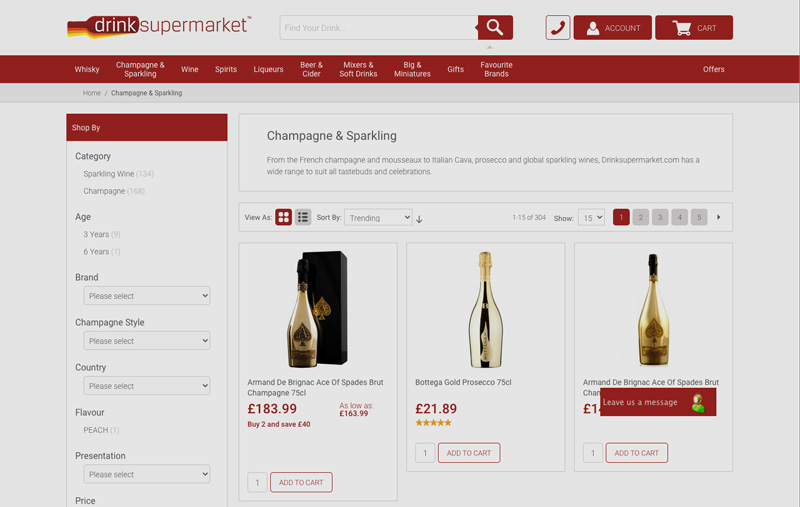 drinksupermarket™
Find Your Drink..
ACCOUNT
CART
Whisky
Champagne &
Sparkling
Wine
Spirits
Liqueurs
Beer &
Cider
Mixers &
Soft Drinks
Big &
Miniatures
Gifts
Favourite
Brands
Offers
Home / Champagne & Sparkling
Shop By
Category
Sparkling Wine (134)
Champagne (168)
Age
3 Years (9)
6 Years (1)
Brand
Please select
Champagne Style
Please select
Country
Please select
Flavour
PEACH (1)
Presentation
Please select
Price
Champagne & Sparkling
From the French champagne and mousseaux to Italian Cava, prosecco and global sparkling wines, Drinksupermarket.com has a
wide range to suit all tastebuds and celebrations.
View As:
Sort By: Trending
1-15 of 304
Show: 15
1 2 3 4 5
Armand De Brignac Ace Of Spades Brut
Champagne 75cl
£183.99
As low as:
£163.99
Buy 2 and save £40
1 ADD TO CART
Bottega Gold Prosecco 75cl
£21.89
1 ADD TO CART
Armand De Brignac Ace Of Spades Brut
Leave us a message
1 ADD TO CART